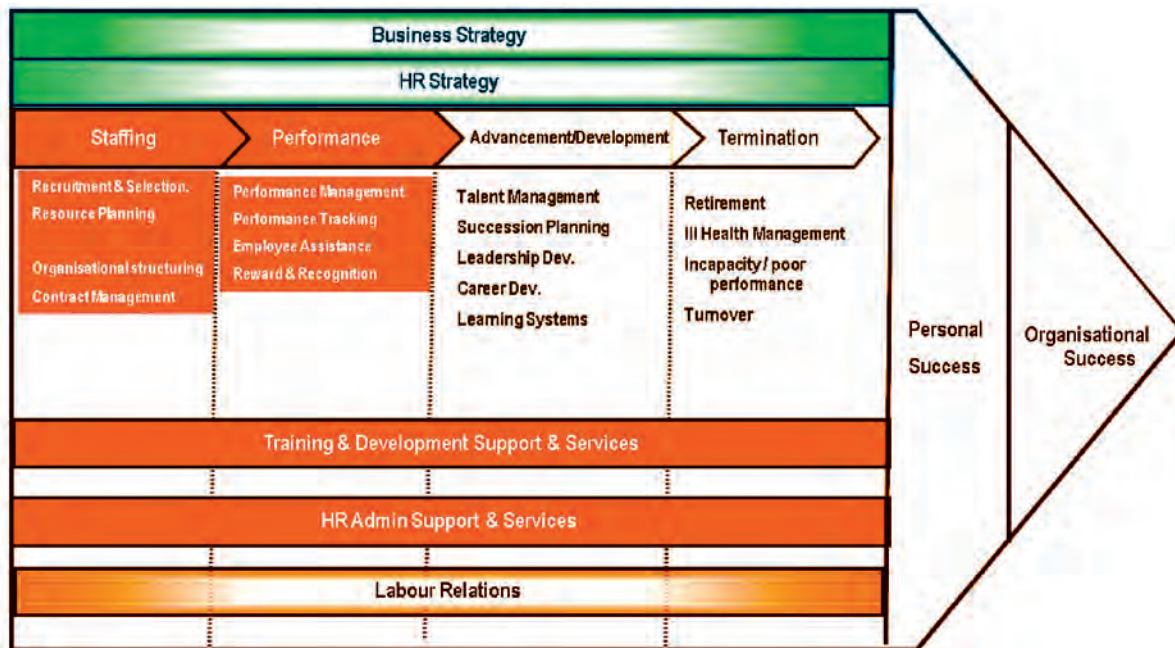 Business Strategy
HR Strategy
Staffing
Performance
Advancement/Development
Termination
Recruitment & Selection.
Resource Planning
Organisational structuring
Contract Management
Performance Management
Performance Tracking
Employee Assistance
Reward & Recognition
Talent Management
Succession Planning
Leadership Dev.
Career Dev.
Learning Systems
Retirement
Ill Health Management
Incapacity / poor
performance
Turnover
Personal
Success
Organisational
Success
Training & Development Support & Services
HR Admin Support & Services
Labour Relations